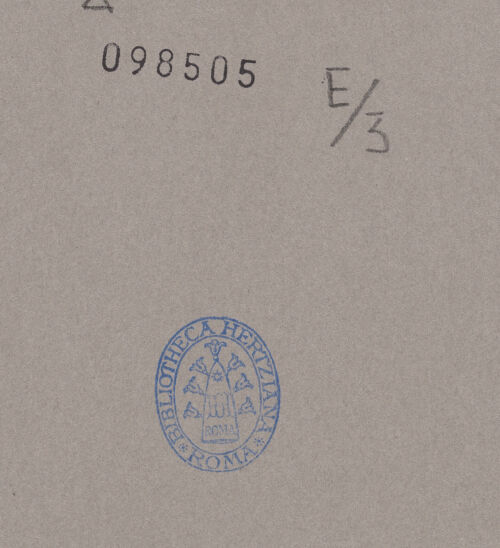 098505
E/3
BIBLIOTHECA HERTZIANA
ROMA
ROMA